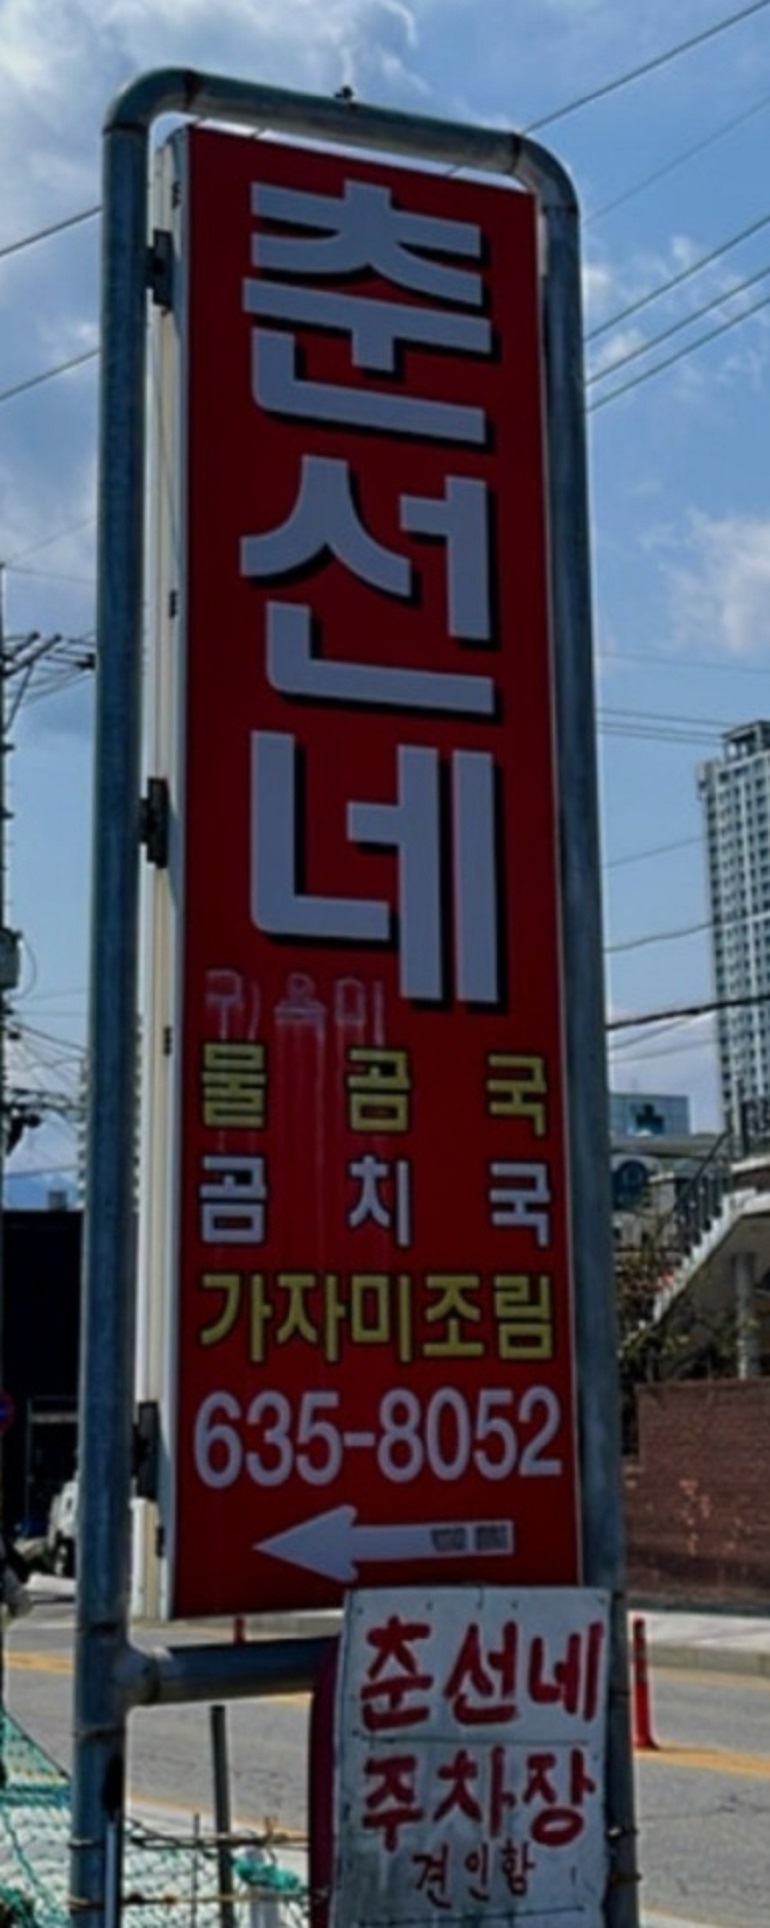 춘선네
물곰국
곰치국
가자미조림
635-8052
춘선네
주차장
견인함